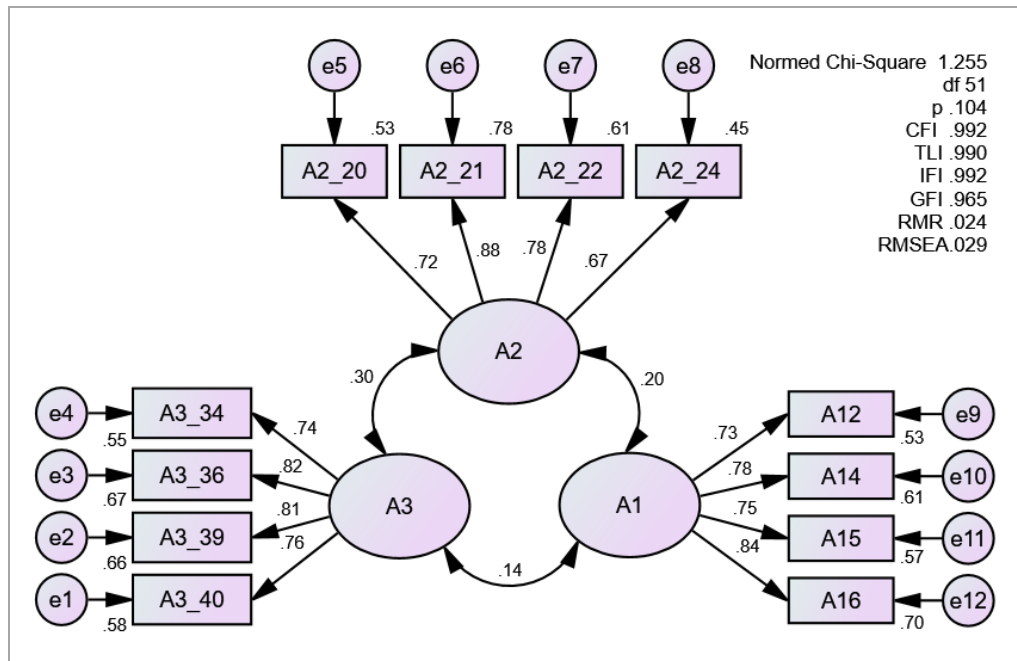 e5
e6
e7
e8
Normed Chi-Square 1.255
df 51
p .104
CFI .992
TLI .990
IFI .992
GFI .965
RMR .024
RMSEA.029
.53
.78
.61
.45
A2_20
A2_21
A2_22
A2_24
.72
.88
.78
.67
A2
.30
.20
e4
A3_34
.55
.74
e3
A3_36
.67
.82
e2
A3_39
.66
.81
e1
A3_40
.58
.76
A3
A1
.14
.73
A12
.53
e9
.78
A14
.61
e10
.75
A15
.57
e11
.84
A16
.70
e12